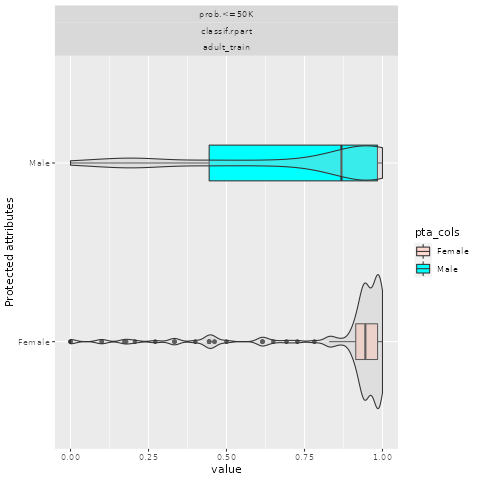 prob.<=50K
classif.rpart
adult_train
Protected attributes
Male
Female
0.00 0.25 0.50 0.75 1.00
value
pta_cols
Female
Male